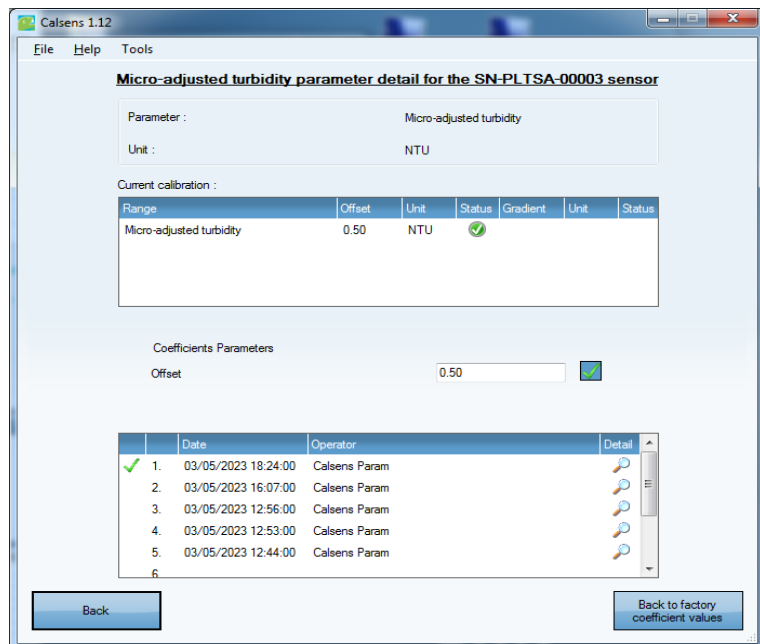 Calsens 1.12
File Help Tools
Micro-adjusted turbidity parameter detail for the SN-PLTSA-00003 sensor
Parameter : Micro-adjusted turbidity
Unit : NTU
Current calibration :
Range Offset Unit Status Gradient Unit Status
Micro-adjusted turbidity 0.50 NTU
Coefficients Parameters
Offset 0.50
Date Operator Detail
1. 03/05/2023 18:24:00 Calsens Param
2. 03/05/2023 16:07:00 Calsens Param
3. 03/05/2023 12:56:00 Calsens Param
4. 03/05/2023 12:53:00 Calsens Param
5. 03/05/2023 12:44:00 Calsens Param
6
Back
Back to factory
coefficient values